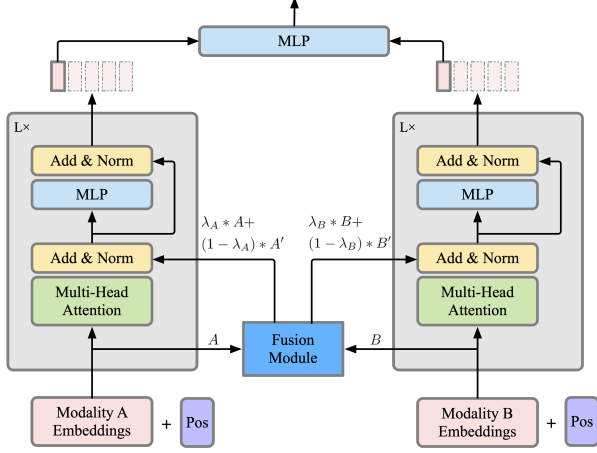 MLP
L×
Add & Norm
MLP
Add & Norm
Multi-Head
Attention
λ_A * A+
(1 − λ_A) * A′
λ_B * B+
(1 − λ_B) * B′
L×
Add & Norm
MLP
Add & Norm
Multi-Head
Attention
A
Fusion
Module
B
Modality A
Embeddings
+
Pos
Modality B
Embeddings
+
Pos